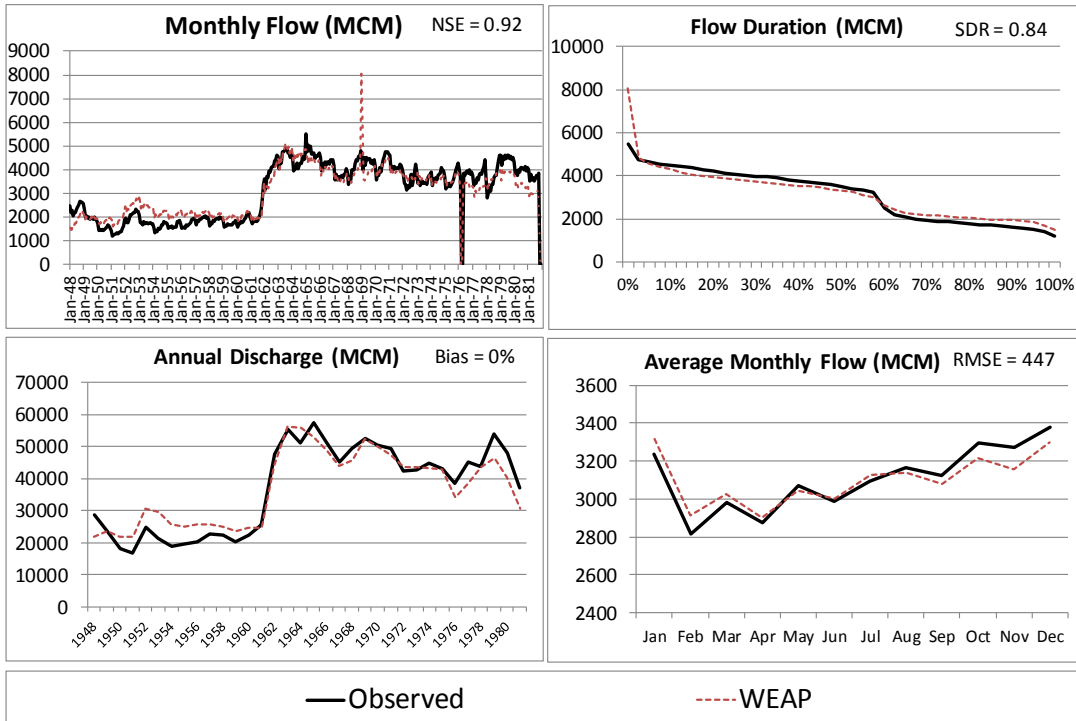 Monthly Flow (MCM) NSE = 0.92
9000
8000
7000
6000
5000
4000
3000
2000
1000
0
Jan-48
Jan-49
Jan-50
Jan-51
Jan-52
Jan-53
Jan-54
Jan-55
Jan-56
Jan-57
Jan-58
Jan-59
Jan-60
Jan-61
Jan-62
Jan-63
Jan-64
Jan-65
Jan-66
Jan-67
Jan-68
Jan-69
Jan-70
Jan-71
Jan-72
Jan-73
Jan-74
Jan-75
Jan-76
Jan-77
Jan-78
Jan-79
Jan-80
Jan-81
Flow Duration (MCM) SDR = 0.84
10000
8000
6000
4000
2000
0
0% 10% 20% 30% 40% 50% 60% 70% 80% 90% 100%
Annual Discharge (MCM) Bias = 0%
70000
60000
50000
40000
30000
20000
10000
0
1948 1950 1952 1954 1956 1958 1960 1962 1964 1966 1968 1970 1972 1974 1976 1978 1980
Average Monthly Flow (MCM) RMSE = 447
3600
3400
3200
3000
2800
2600
2400
Jan Feb Mar Apr May Jun Jul Aug Sep Oct Nov Dec
Observed WEAP